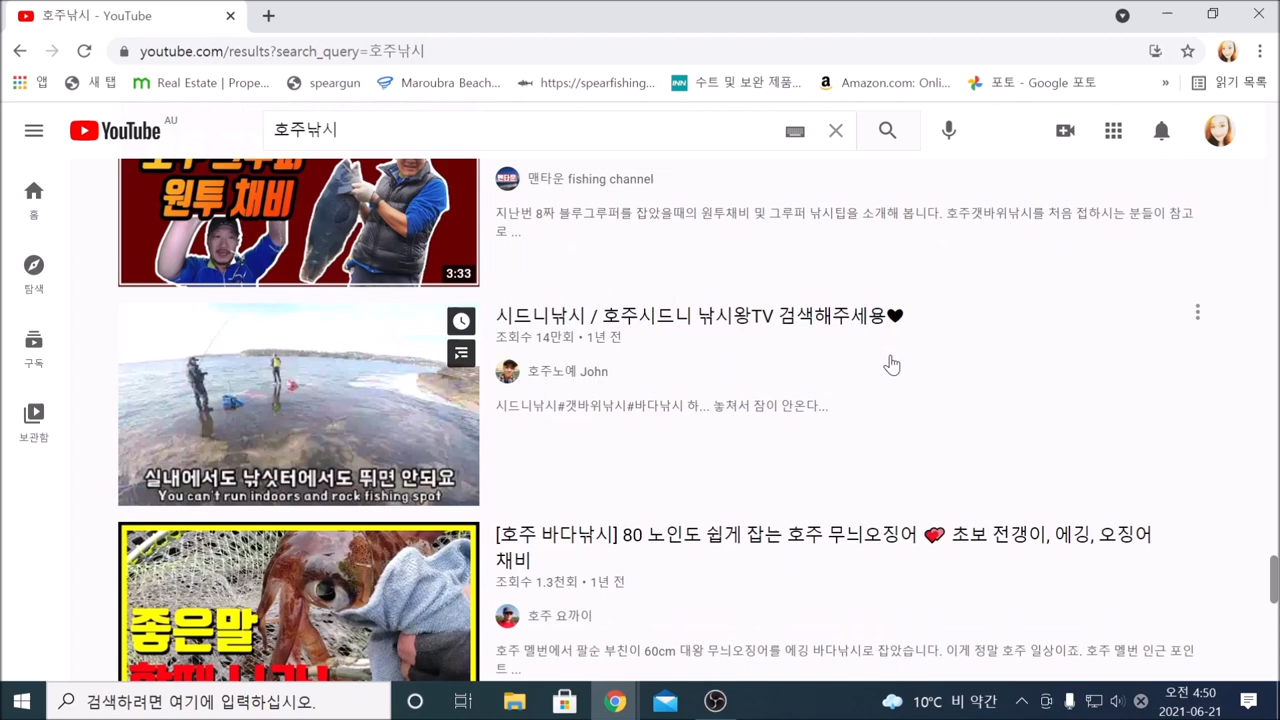 호주낚시 - YouTube
youtube.com/results?search_query=호주낚시
앱 새 탭 Real Estate | Prope... speargun Maroubra Beach... https://spearfishing... INN 수트 및 보완 제품... Amazon.com: Onli... 포토 - Google 포토 » 읽기 목록
YouTube AU 호주낚시
홈
탐색
구독
보관함
원투 채비
3:33
맨타운 fishing channel
지난번 8짜 블루그루퍼를 잡았을때의 원투채비 및 그루퍼 낚시팁을 소개해 봅니다. 호주갯바위낚시를 처음 접하시는 분들이 참고
로 ...
실내에서도 낚싯터에서도 뛰면 안되요
You can't run indoors and rock fishing spot
시드니낚시 / 호주시드니 낚시왕TV 검색해주세용🖤
조회수 14만회 • 1년 전
호주노예 John
시드니낚시#갯바위낚시#바다낚시 하... 놓쳐서 잠이 안온다...
좋은말
[호주 바다낚시] 80 노인도 쉽게 잡는 호주 무늬오징어 💕 초보 전갱이, 에깅, 오징어
채비
조회수 1.3천회 • 1년 전
호주 요까이
호주 멜번에서 팔순 부친이 60cm 대왕 무늬오징어를 에깅 바다낚시로 잡았습니다. 이게 정말 호주 일상이죠. 호주 멜번 인근 포인
트 ...
검색하려면 여기에 입력하십시오.
10°C 비 약간
오전 4:50
2021-06-21